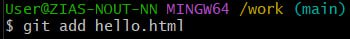 User@ZIAS-NOUT-NN MINGW64 /work (main)
$ git add hello.html